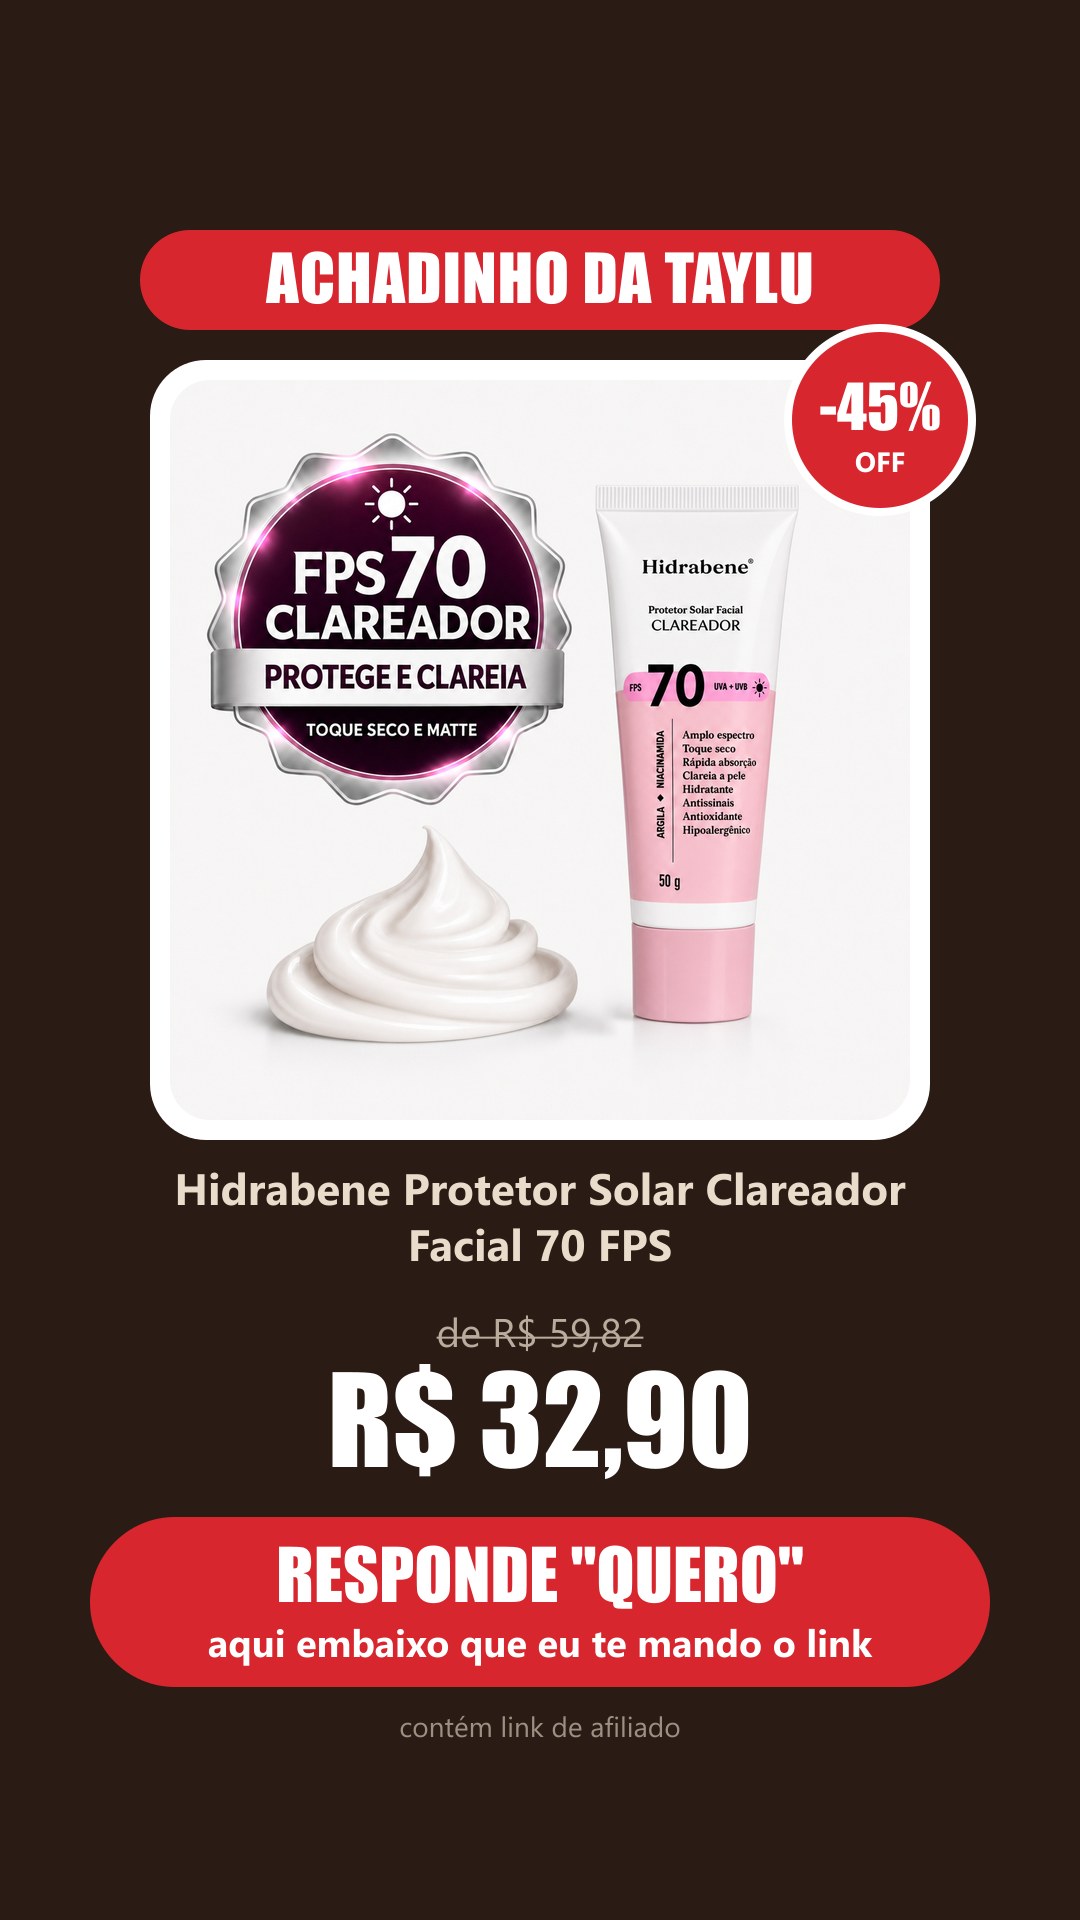 ACHADINHO DA TAYLU
-45%
OFF
FPS 70
CLAREADOR
PROTEGE E CLAREIA
TOQUE SECO E MATTE
Hidrabene®
Protetor Solar Facial
CLAREADOR
FPS 70 UVA + UVB
ARGILA ◆ NIACINAMIDA
Amplo espectro
Toque seco
Rápida absorção
Clareia a pele
Hidratante
Antissinais
Antioxidante
Hipoalergênico
50 g
Hidrabene Protetor Solar Clareador
Facial 70 FPS
de R$ 59,82
R$ 32,90
RESPONDE "QUERO"
aqui embaixo que eu te mando o link
contém link de afiliado